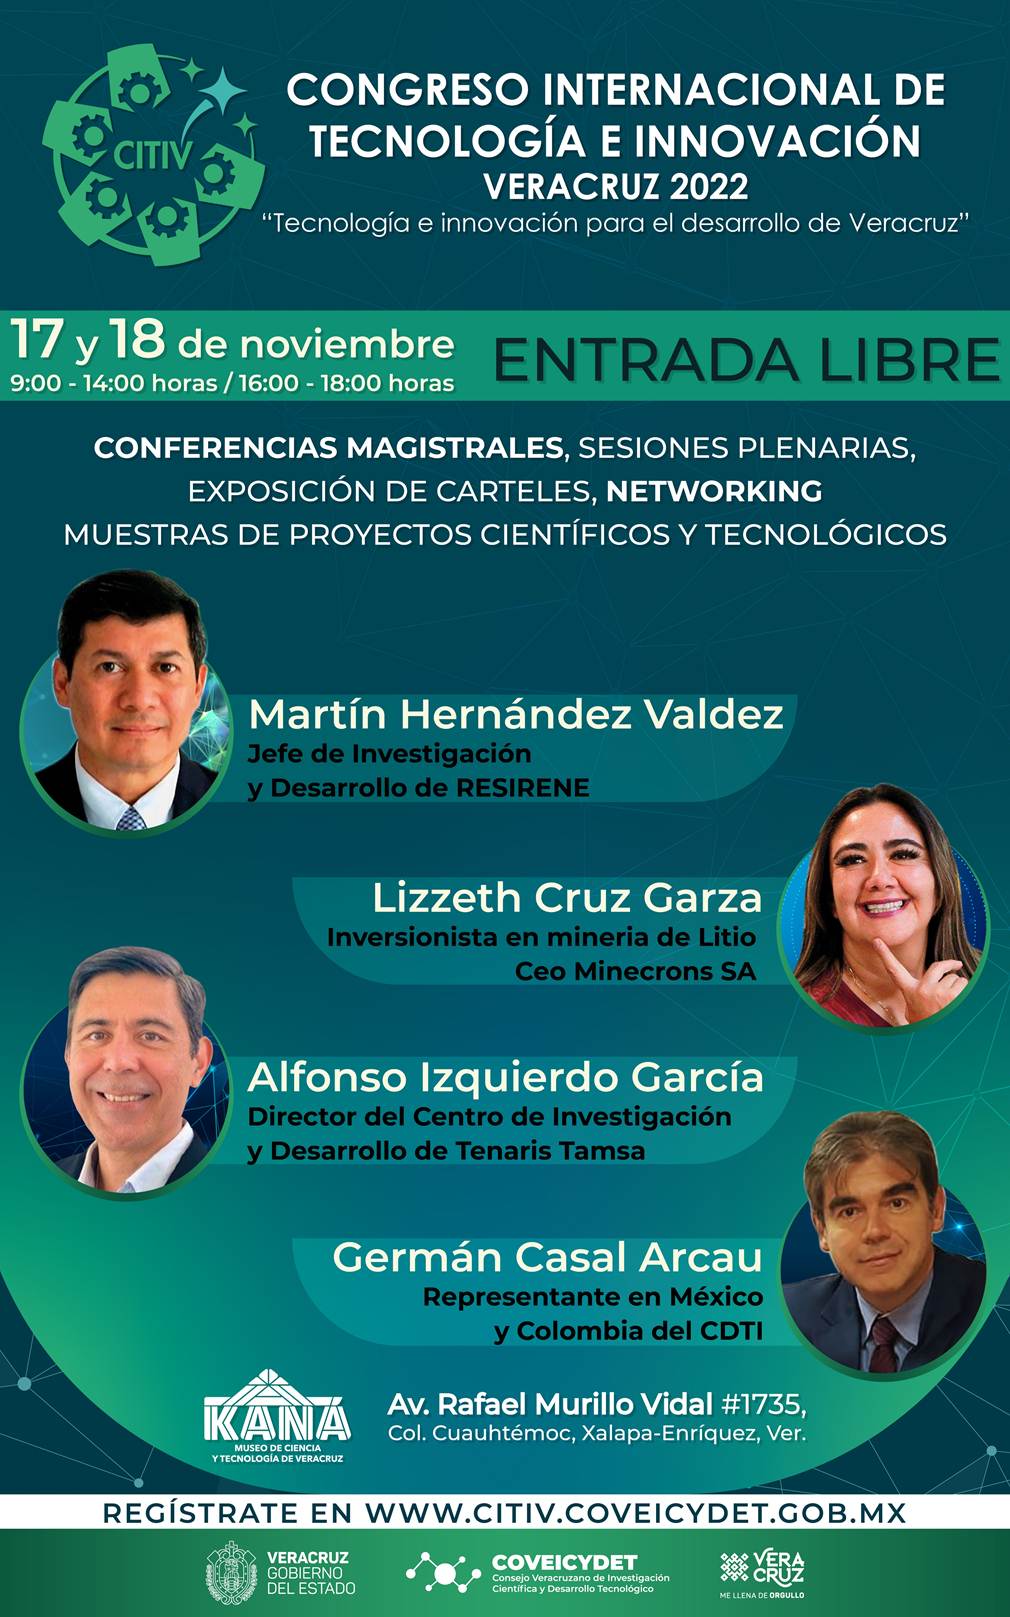 CITIV
CONGRESO INTERNACIONAL DE
TECNOLOGÍA E INNOVACIÓN
VERACRUZ 2022
“Tecnología e innovación para el desarrollo de Veracruz”
17 y 18 de noviembre
9:00 - 14:00 horas / 16:00 - 18:00 horas
ENTRADA LIBRE
CONFERENCIAS MAGISTRALES, SESIONES PLENARIAS,
EXPOSICIÓN DE CARTELES, NETWORKING
MUESTRAS DE PROYECTOS CIENTÍFICOS Y TECNOLÓGICOS
Martín Hernández Valdez
Jefe de Investigación
y Desarrollo de RESIRENE
Lizzeth Cruz Garza
Inversionista en mineria de Litio
Ceo Minecrons SA
Alfonso Izquierdo García
Director del Centro de Investigación
y Desarrollo de Tenaris Tamsa
Germán Casal Arcau
Representante en México
y Colombia del CDTI
KANA
MUSEO DE CIENCIA
Y TECNOLOGÍA DE VERACRUZ
Av. Rafael Murillo Vidal #1735,
Col. Cuauhtémoc, Xalapa-Enríquez, Ver.
REGÍSTRATE EN WWW.CITIV.COVEICYDET.GOB.MX
VERACRUZ
GOBIERNO
DEL ESTADO
COVEICYDET
Consejo Veracruzano de Investigación
Científica y Desarrollo Tecnológico
VERA
CRUZ
ME LLENA DE ORGULLO